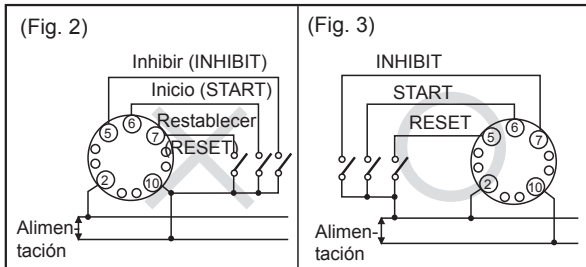 (Fig. 2)
Inhibir (INHIBIT)
Inicio (START)
Restablecer
(RESET)
5
6
7
2
10
Alimen-
tación
(Fig. 3)
INHIBIT
START
RESET
5
6
7
2
10
Alimen-
tación